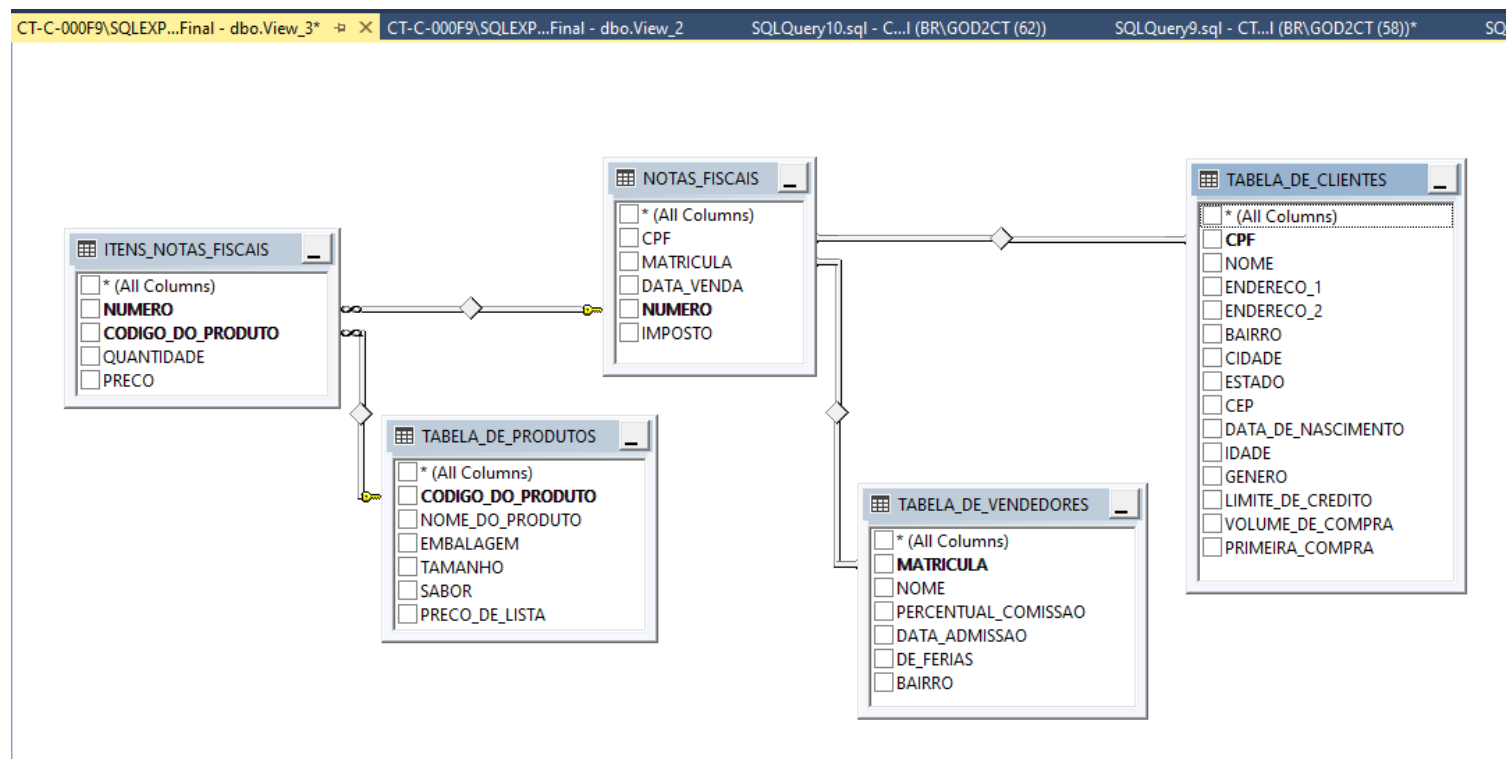 CT-C-000F9\SQLEXP...Final - dbo.View_3*
CT-C-000F9\SQLEXP...Final - dbo.View_2
SQLQuery10.sql - C...I (BR\GOD2CT (62))
SQLQuery9.sql - CT...I (BR\GOD2CT (58))*
SQ
ITENS_NOTAS_FISCAIS
* (All Columns)
NUMERO
CODIGO_DO_PRODUTO
QUANTIDADE
PRECO
NOTAS_FISCAIS
* (All Columns)
CPF
MATRICULA
DATA_VENDA
NUMERO
IMPOSTO
TABELA_DE_CLIENTES
* (All Columns)
CPF
NOME
ENDERECO_1
ENDERECO_2
BAIRRO
CIDADE
ESTADO
CEP
DATA_DE_NASCIMENTO
IDADE
GENERO
LIMITE_DE_CREDITO
VOLUME_DE_COMPRA
PRIMEIRA_COMPRA
TABELA_DE_PRODUTOS
* (All Columns)
CODIGO_DO_PRODUTO
NOME_DO_PRODUTO
EMBALAGEM
TAMANHO
SABOR
PRECO_DE_LISTA
TABELA_DE_VENDEDORES
* (All Columns)
MATRICULA
NOME
PERCENTUAL_COMISSAO
DATA_ADMISSAO
DE_FERIAS
BAIRRO